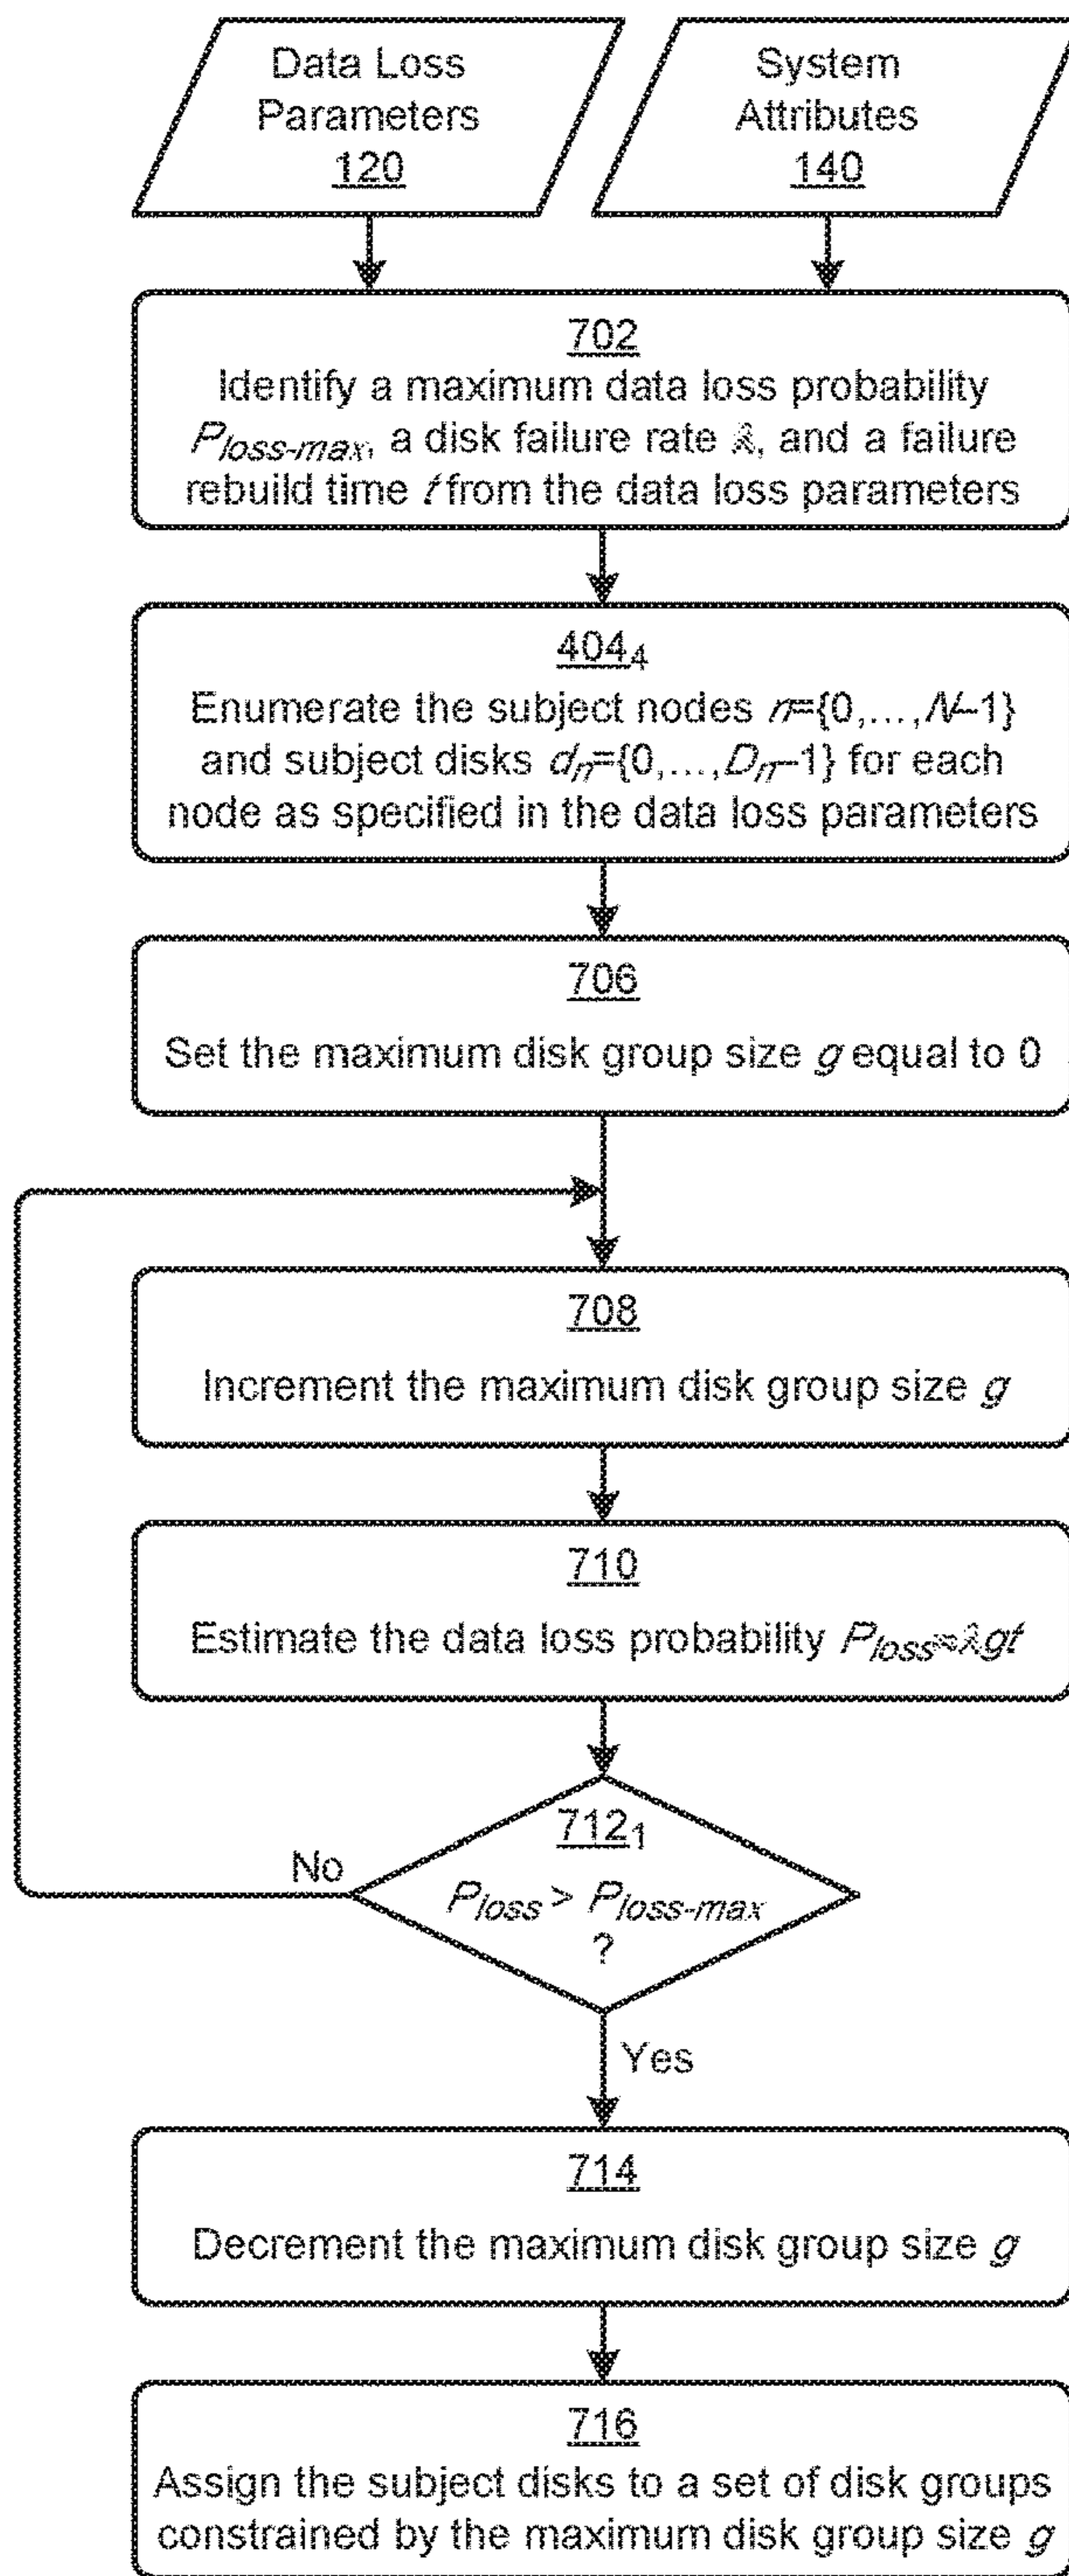 Data Loss
Parameters
120
System
Attributes
140
702
Identify a maximum data loss probability
P_loss-max, a disk failure rate λ, and a failure
rebuild time t from the data loss parameters
404₄
Enumerate the subject nodes n={0,...,N–1}
and subject disks dₙ={0,...,Dₙ–1} for each
node as specified in the data loss parameters
706
Set the maximum disk group size g equal to 0
708
Increment the maximum disk group size g
710
Estimate the data loss probability P_loss≈λgt
712₁
P_loss > P_loss-max
?
No
Yes
714
Decrement the maximum disk group size g
716
Assign the subject disks to a set of disk groups
constrained by the maximum disk group size g